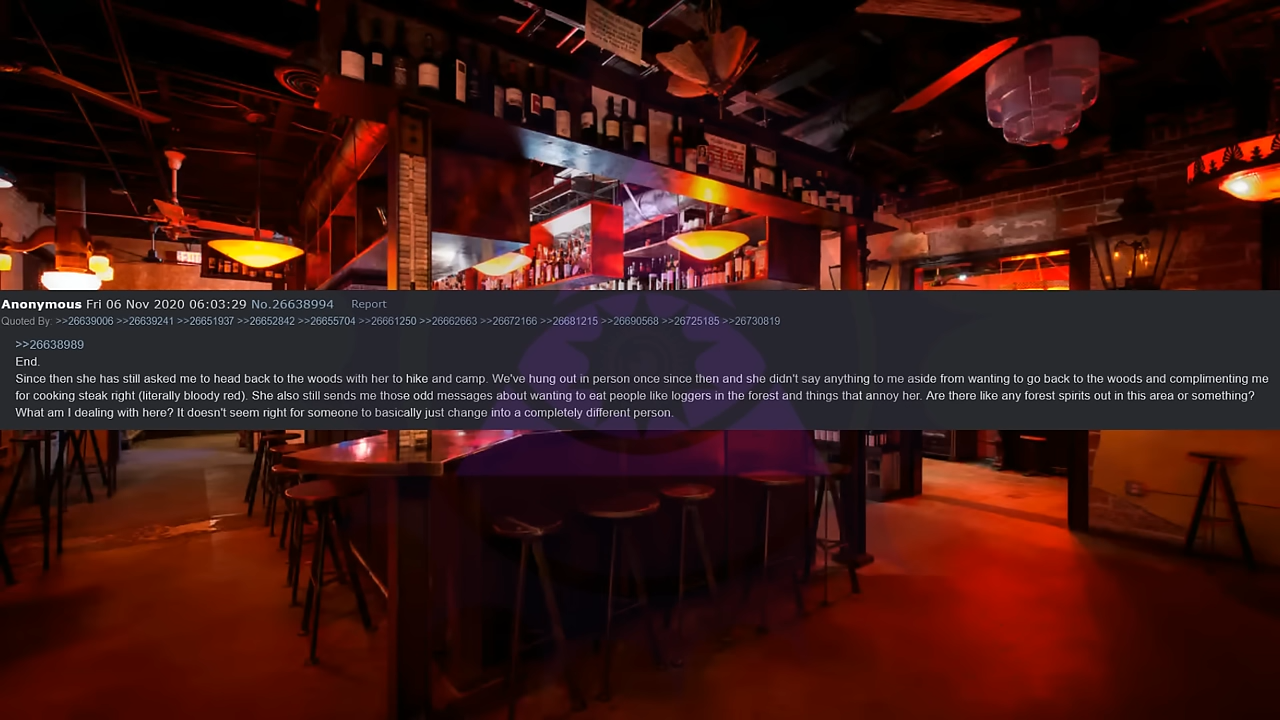 Anonymous Fri 06 Nov 2020 06:03:29 No.26638994 Report
Quoted By: >>26639006 >>26639241 >>26651937 >>26652842 >>26655704 >>26661250 >>26662663 >>26672166 >>26681215 >>26690568 >>26725185 >>26730819
>>26638989
End.
Since then she has still asked me to head back to the woods with her to hike and camp. We've hung out in person once since then and she didn't say anything to me aside from wanting to go back to the woods and complimenting me
for cooking steak right (literally bloody red). She also still sends me those odd messages about wanting to eat people like loggers in the forest and things that annoy her. Are there like any forest spirits out in this area or something?
What am I dealing with here? It doesn't seem right for someone to basically just change into a completely different person.